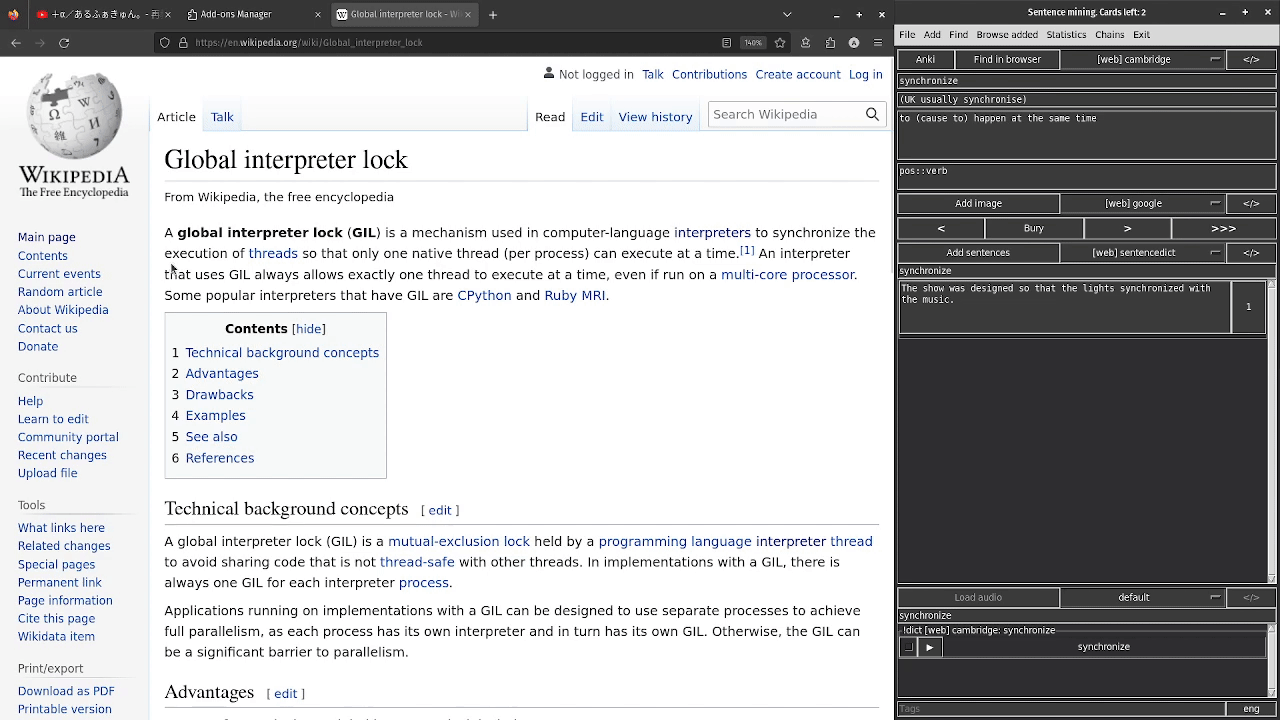 ー+ふたりのあるあるさん
Add-ons Manager
Global interpreter lock - Wi
https://en.wikipedia.org/wiki/Global_interpreter_lock
140%
WIKIPEDIA
The Free Encyclopedia
Main page
Contents
Current events
Random article
About Wikipedia
Contact us
Donate
Contribute
Help
Learn to edit
Community portal
Recent changes
Upload file
Tools
What links here
Related changes
Special pages
Permanent link
Page information
Cite this page
Wikidata item
Print/export
Download as PDF
Printable version
Not logged in Talk Contributions Create account Log in
Article Talk Read Edit View history Search Wikipedia
Global interpreter lock
From Wikipedia, the free encyclopedia
A global interpreter lock (GIL) is a mechanism used in computer-language interpreters to synchronize the
execution of threads so that only one native thread (per process) can execute at a time.[1] An interpreter
that uses GIL always allows exactly one thread to execute at a time, even if run on a multi-core processor.
Some popular interpreters that have GIL are CPython and Ruby MRI.
Contents [hide]
1 Technical background concepts
2 Advantages
3 Drawbacks
4 Examples
5 See also
6 References
Technical background concepts [ edit ]
A global interpreter lock (GIL) is a mutual-exclusion lock held by a programming language interpreter thread
to avoid sharing code that is not thread-safe with other threads. In implementations with a GIL, there is
always one GIL for each interpreter process.
Applications running on implementations with a GIL can be designed to use separate processes to achieve
full parallelism, as each process has its own interpreter and in turn has its own GIL. Otherwise, the GIL can
be a significant barrier to parallelism.
Advantages [ edit ]
Sentence mining. Cards left: 2
File Add Find Browse added Statistics Chains Exit
Anki Find in browser [web] cambridge </>
synchronize
(UK usually synchronise)
to (cause to) happen at the same time
pos::verb
Add image [web] google </>
< Bury > >>>
Add sentences [web] sentencedict </>
synchronize
The show was designed so that the lights synchronized with
the music.
1
Load audio default </>
synchronize
!dict [web] cambridge: synchronize
synchronize
Tags eng